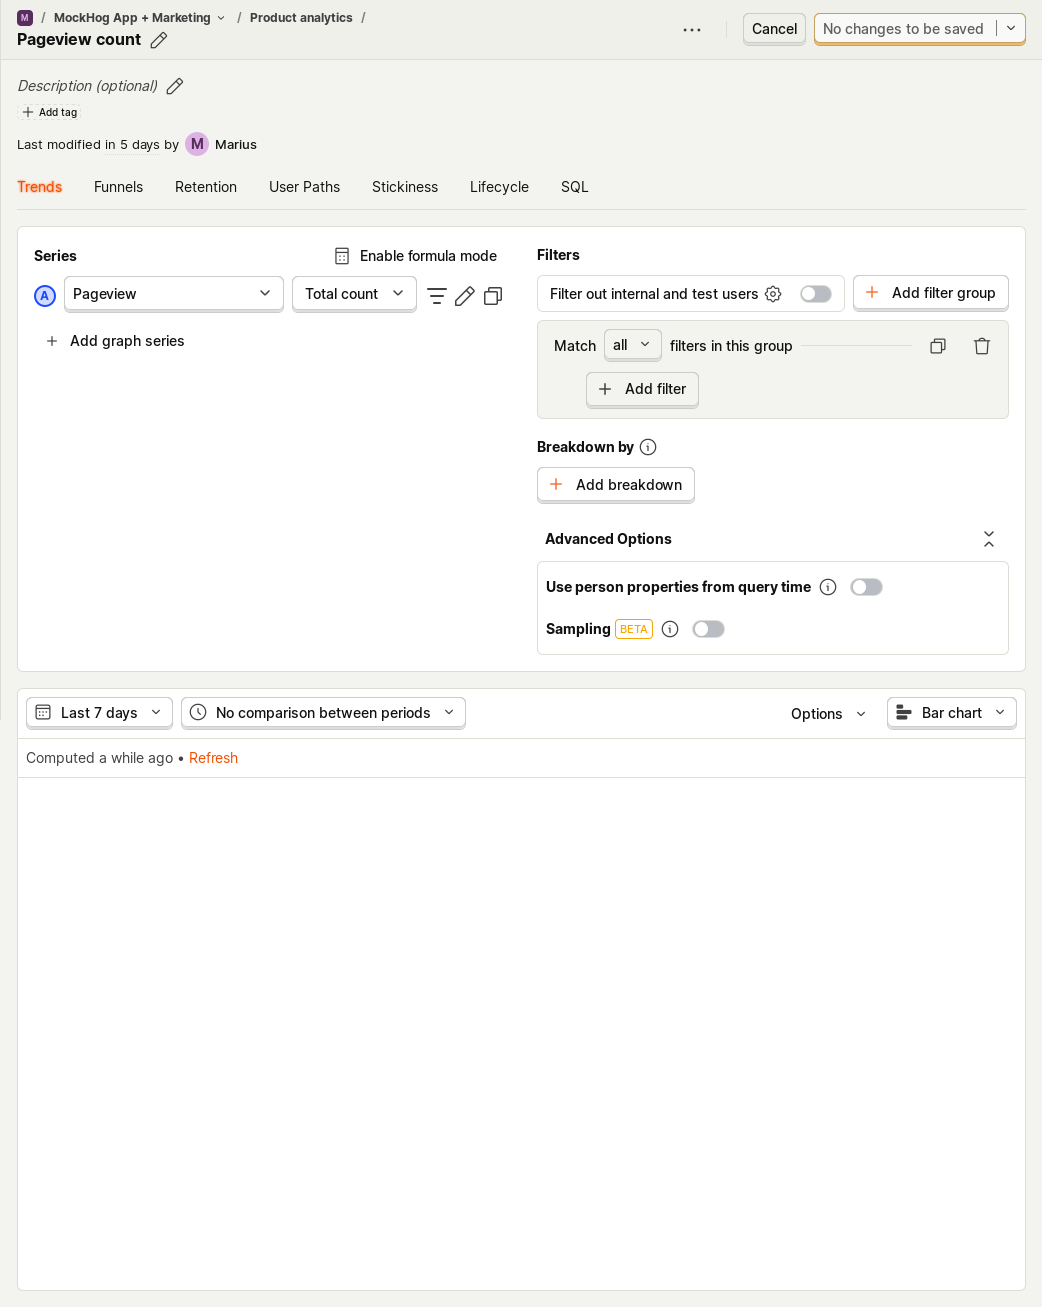 M / MockHog App + Marketing / Product analytics /
Pageview count
Cancel
No changes to be saved
Description (optional)
Add tag
Last modified in 5 days by M Marius
Trends Funnels Retention User Paths Stickiness Lifecycle SQL
Series
Enable formula mode
A Pageview Total count
Add graph series
Filters
Filter out internal and test users
Add filter group
Match all filters in this group
Add filter
Breakdown by
Add breakdown
Advanced Options
Use person properties from query time
Sampling BETA
Last 7 days No comparison between periods Options Bar chart
Computed a while ago • Refresh